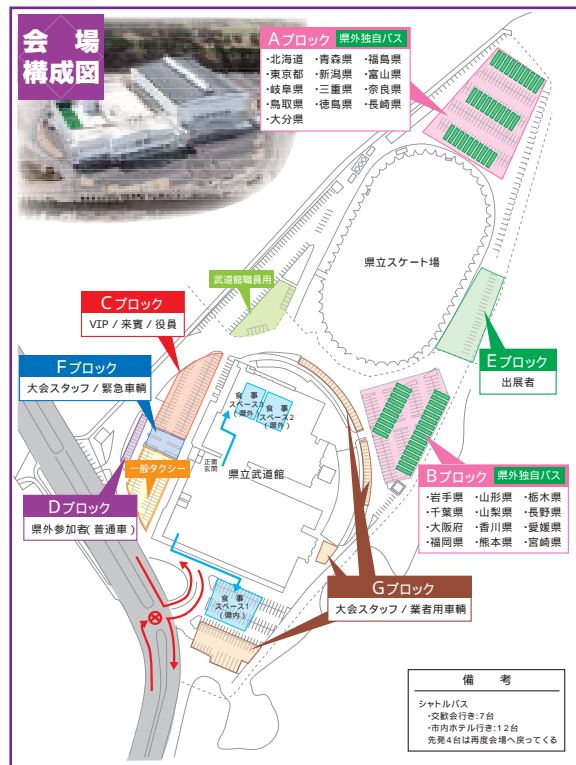 会場
構成図
Aブロック 県外独自バス
・北海道 ・青森県 ・福島県
・東京都 ・新潟県 ・富山県
・岐阜県 ・三重県 ・奈良県
・鳥取県 ・徳島県 ・長崎県
・大分県
県立スケート場
武道館職員用
Cブロック
VIP / 来賓 / 役員
Eブロック
出展者
Fブロック
大会スタッフ / 緊急車輌
食事
スペース3
(県外)
食事
スペース2
(県外)
一般タクシー
正面
玄関
県立武道館
Bブロック 県外独自バス
・岩手県 ・山形県 ・栃木県
・千葉県 ・山梨県 ・長野県
・大阪府 ・香川県 ・愛媛県
・福岡県 ・熊本県 ・宮崎県
Dブロック
県外参加者(普通車)
Gブロック
大会スタッフ / 業者用車輌
食事
スペース1
(県内)
備考
シャトルバス
・交歓会行き:7台
・市内ホテル行き:12台
先発4台は再度会場へ戻ってくる